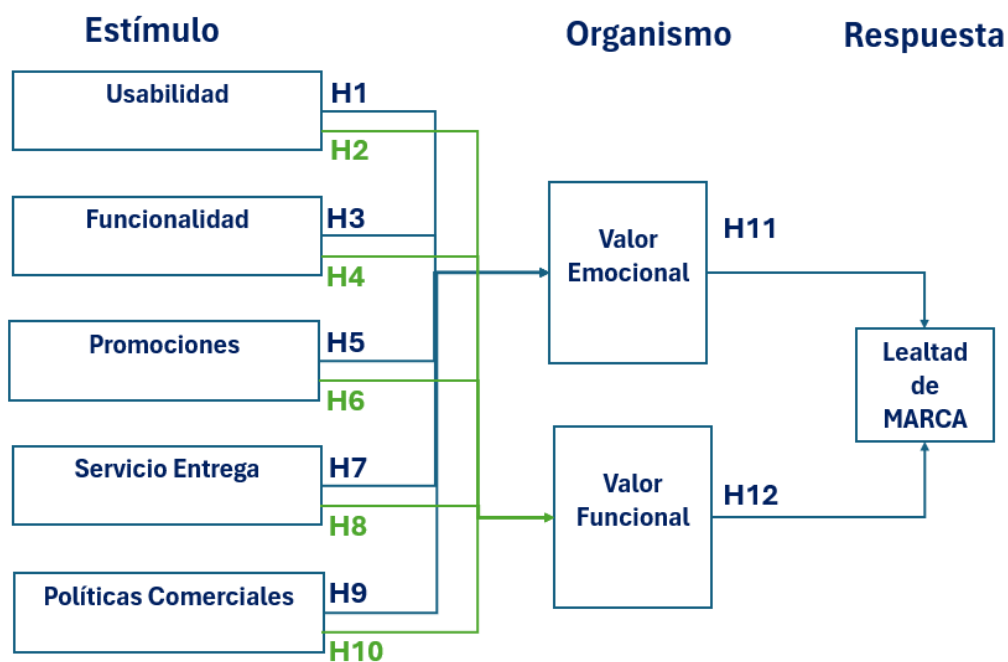 Estímulo
Organismo
Respuesta
Usabilidad
H1
H2
Funcionalidad
H3
H4
Promociones
H5
H6
Servicio Entrega
H7
H8
Políticas Comerciales
H9
H10
Valor
Emocional
H11
Valor
Funcional
H12
Lealtad
de
MARCA